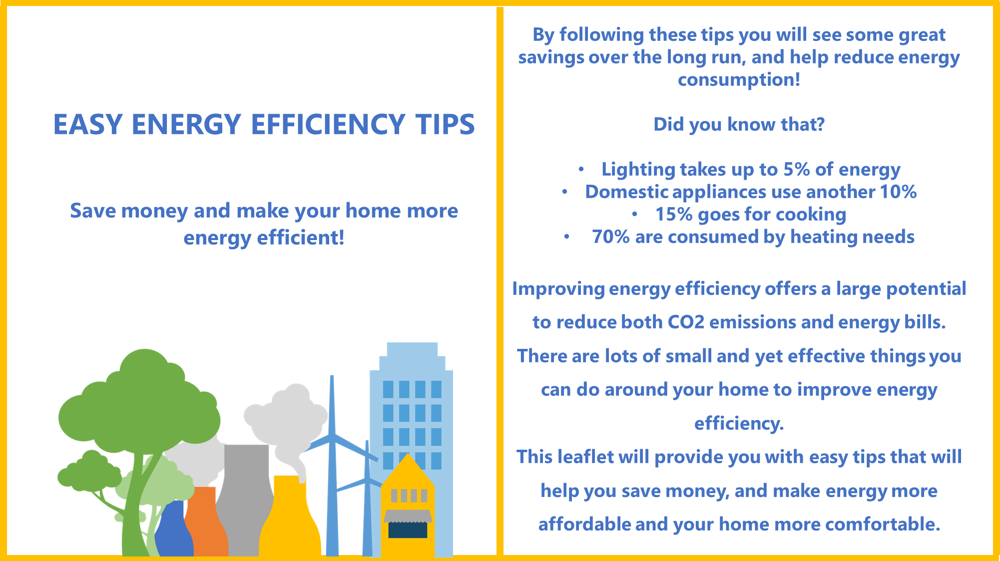 EASY ENERGY EFFICIENCY TIPS
Save money and make your home more
energy efficient!
By following these tips you will see some great
savings over the long run, and help reduce energy
consumption!
Did you know that?
• Lighting takes up to 5% of energy
• Domestic appliances use another 10%
• 15% goes for cooking
• 70% are consumed by heating needs
Improving energy efficiency offers a large potential
to reduce both CO2 emissions and energy bills.
There are lots of small and yet effective things you
can do around your home to improve energy
efficiency.
This leaflet will provide you with easy tips that will
help you save money, and make energy more
affordable and your home more comfortable.